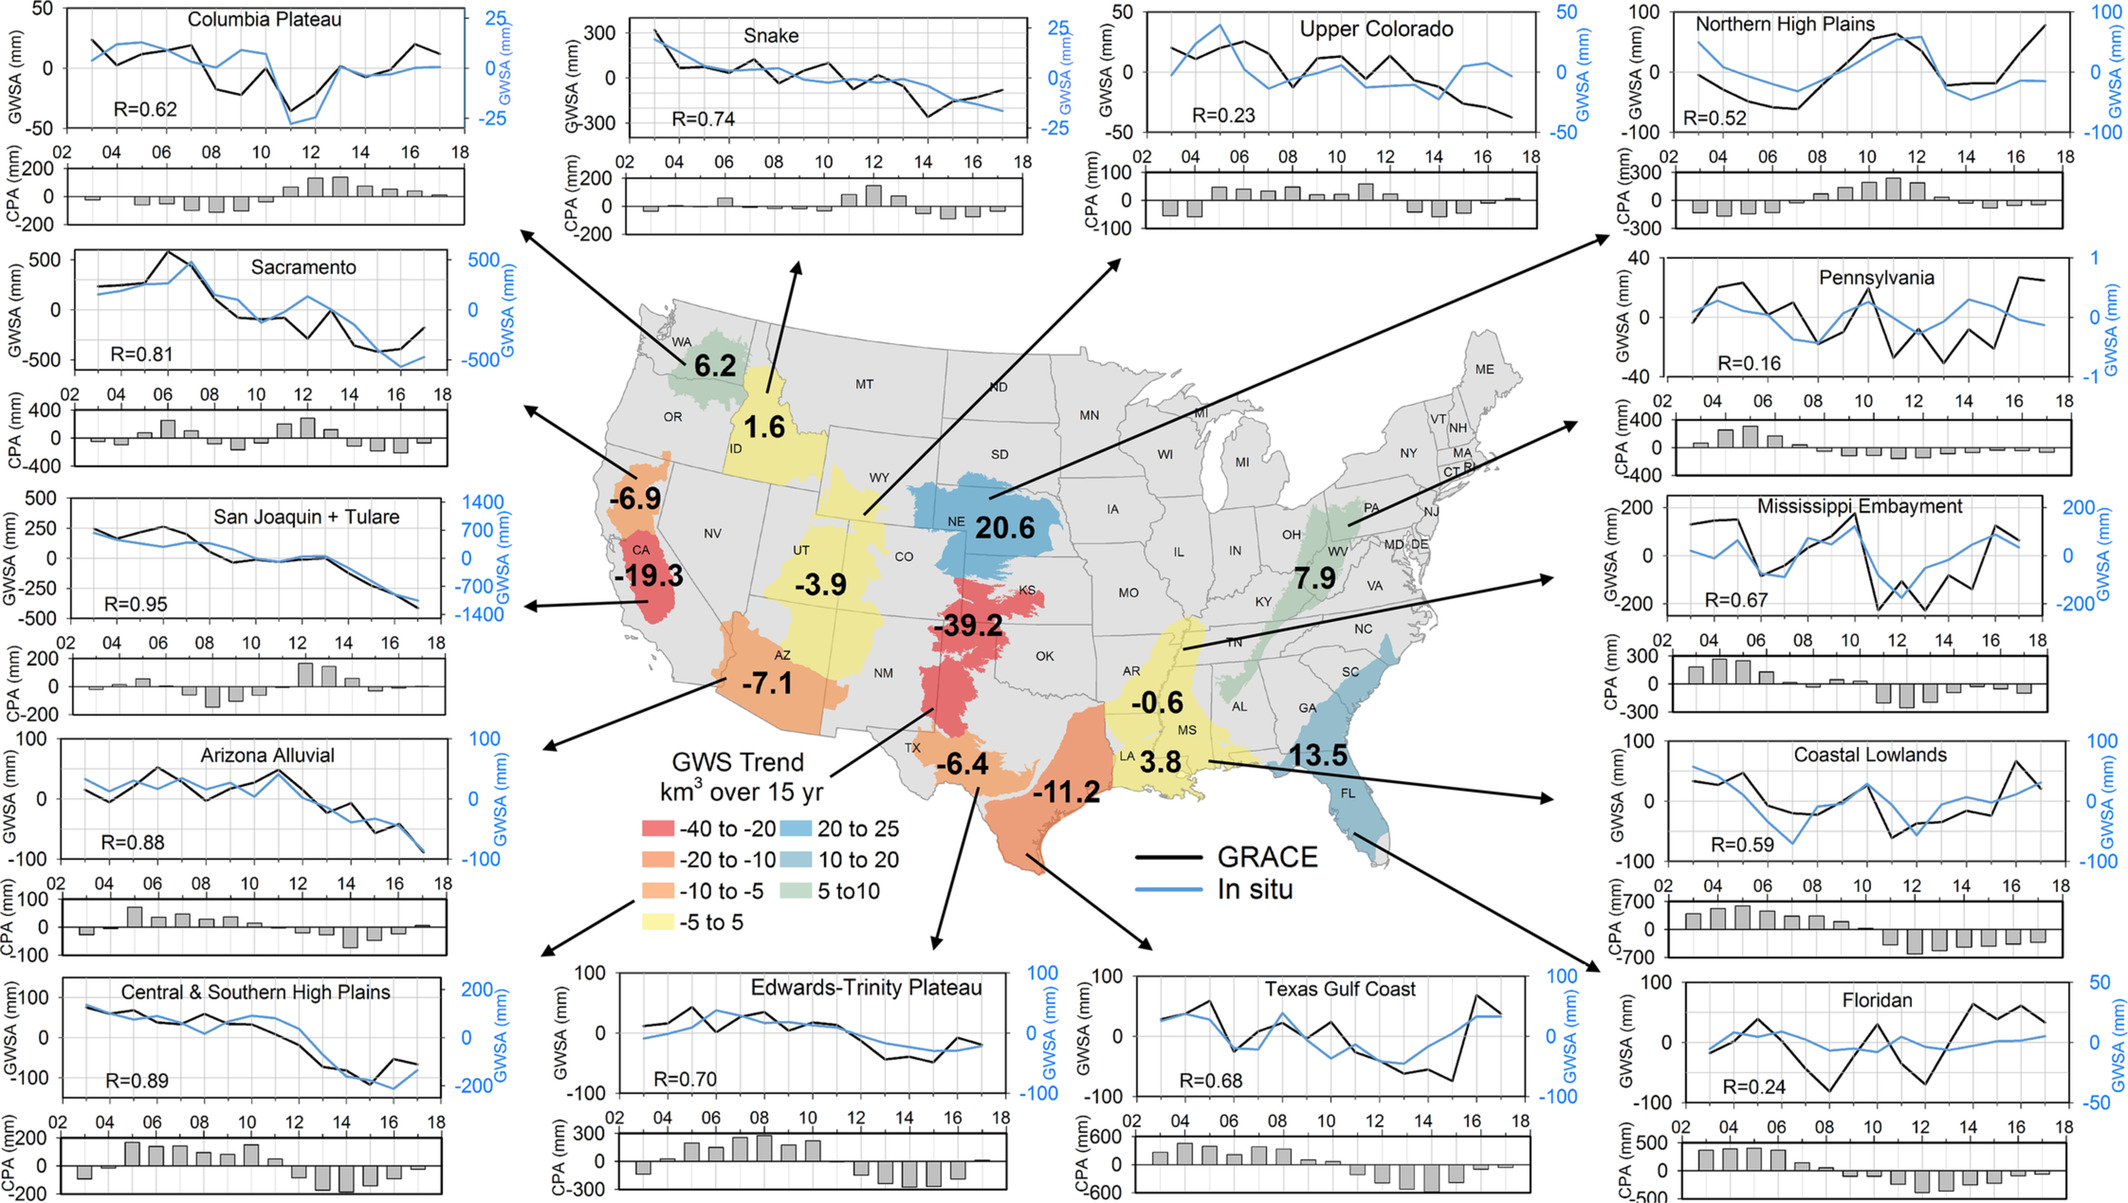 Columbia Plateau
GWSA (mm)
50
0
-50
25
0
-25
GWSA (mm)
R=0.62
02 04 06 08 10 12 14 16 18
CPA (mm)
200
0
-200
Snake
GWSA (mm)
300
0
-300
25
0
-25
GWSA (mm)
R=0.74
02 04 06 08 10 12 14 16 18
CPA (mm)
200
0
-200
Upper Colorado
GWSA (mm)
50
0
-50
50
0
-50
GWSA (mm)
R=0.23
02 04 06 08 10 12 14 16 18
CPA (mm)
100
0
-100
Northern High Plains
GWSA (mm)
100
0
-100
100
0
-100
GWSA (mm)
R=0.52
02 04 06 08 10 12 14 16 18
CPA (mm)
300
0
-300
Sacramento
GWSA (mm)
500
0
-500
500
0
-500
GWSA (mm)
R=0.81
02 04 06 08 10 12 14 16 18
CPA (mm)
400
0
-400
Pennsylvania
GWSA (mm)
40
0
-40
1
0
-1
GWSA (mm)
R=0.16
02 04 06 08 10 12 14 16 18
CPA (mm)
400
0
-400
San Joaquin + Tulare
GWSA (mm)
500
250
0
-250
-500
1400
700
0
-700
-1400
GWSA (mm)
R=0.95
02 04 06 08 10 12 14 16 18
CPA (mm)
200
0
-200
Mississippi Embayment
GWSA (mm)
200
0
-200
200
0
-200
GWSA (mm)
R=0.67
02 04 06 08 10 12 14 16 18
CPA (mm)
300
0
-300
Arizona Alluvial
GWSA (mm)
100
0
-100
100
0
-100
GWSA (mm)
R=0.88
02 04 06 08 10 12 14 16 18
CPA (mm)
100
0
-100
Coastal Lowlands
GWSA (mm)
100
0
-100
100
0
-100
GWSA (mm)
R=0.59
02 04 06 08 10 12 14 16 18
CPA (mm)
700
0
-700
Central & Southern High Plains
GWSA (mm)
100
0
-100
200
0
-200
GWSA (mm)
R=0.89
02 04 06 08 10 12 14 16 18
CPA (mm)
200
0
-200
Edwards-Trinity Plateau
GWSA (mm)
100
0
-100
100
0
-100
GWSA (mm)
R=0.70
02 04 06 08 10 12 14 16 18
CPA (mm)
300
0
-300
Texas Gulf Coast
GWSA (mm)
100
0
-100
100
0
-100
GWSA (mm)
R=0.68
02 04 06 08 10 12 14 16 18
CPA (mm)
600
0
-600
Floridan
GWSA (mm)
100
0
-100
50
0
-50
GWSA (mm)
R=0.24
02 04 06 08 10 12 14 16 18
CPA (mm)
500
0
-500
WA
6.2
MT
ND
MN
MI
ME
OR
1.6
ID
SD
WI
MI
VT
NH
NY
MA
CT
RI
WY
-6.9
NE
20.6
IA
PA
NJ
NV
CA
-19.3
UT
-3.9
CO
IL
IN
OH
WV
MD
DE
7.9
VA
KS
MO
KY
-39.2
NC
TN
AZ
-7.1
NM
OK
AR
SC
-0.6
AL
GA
MS
TX
-6.4
LA
3.8
13.5
-11.2
FL
GWS Trend
km³ over 15 yr
-40 to -20 20 to 25
-20 to -10 10 to 20
-10 to -5 5 to10
-5 to 5
GRACE
In situ